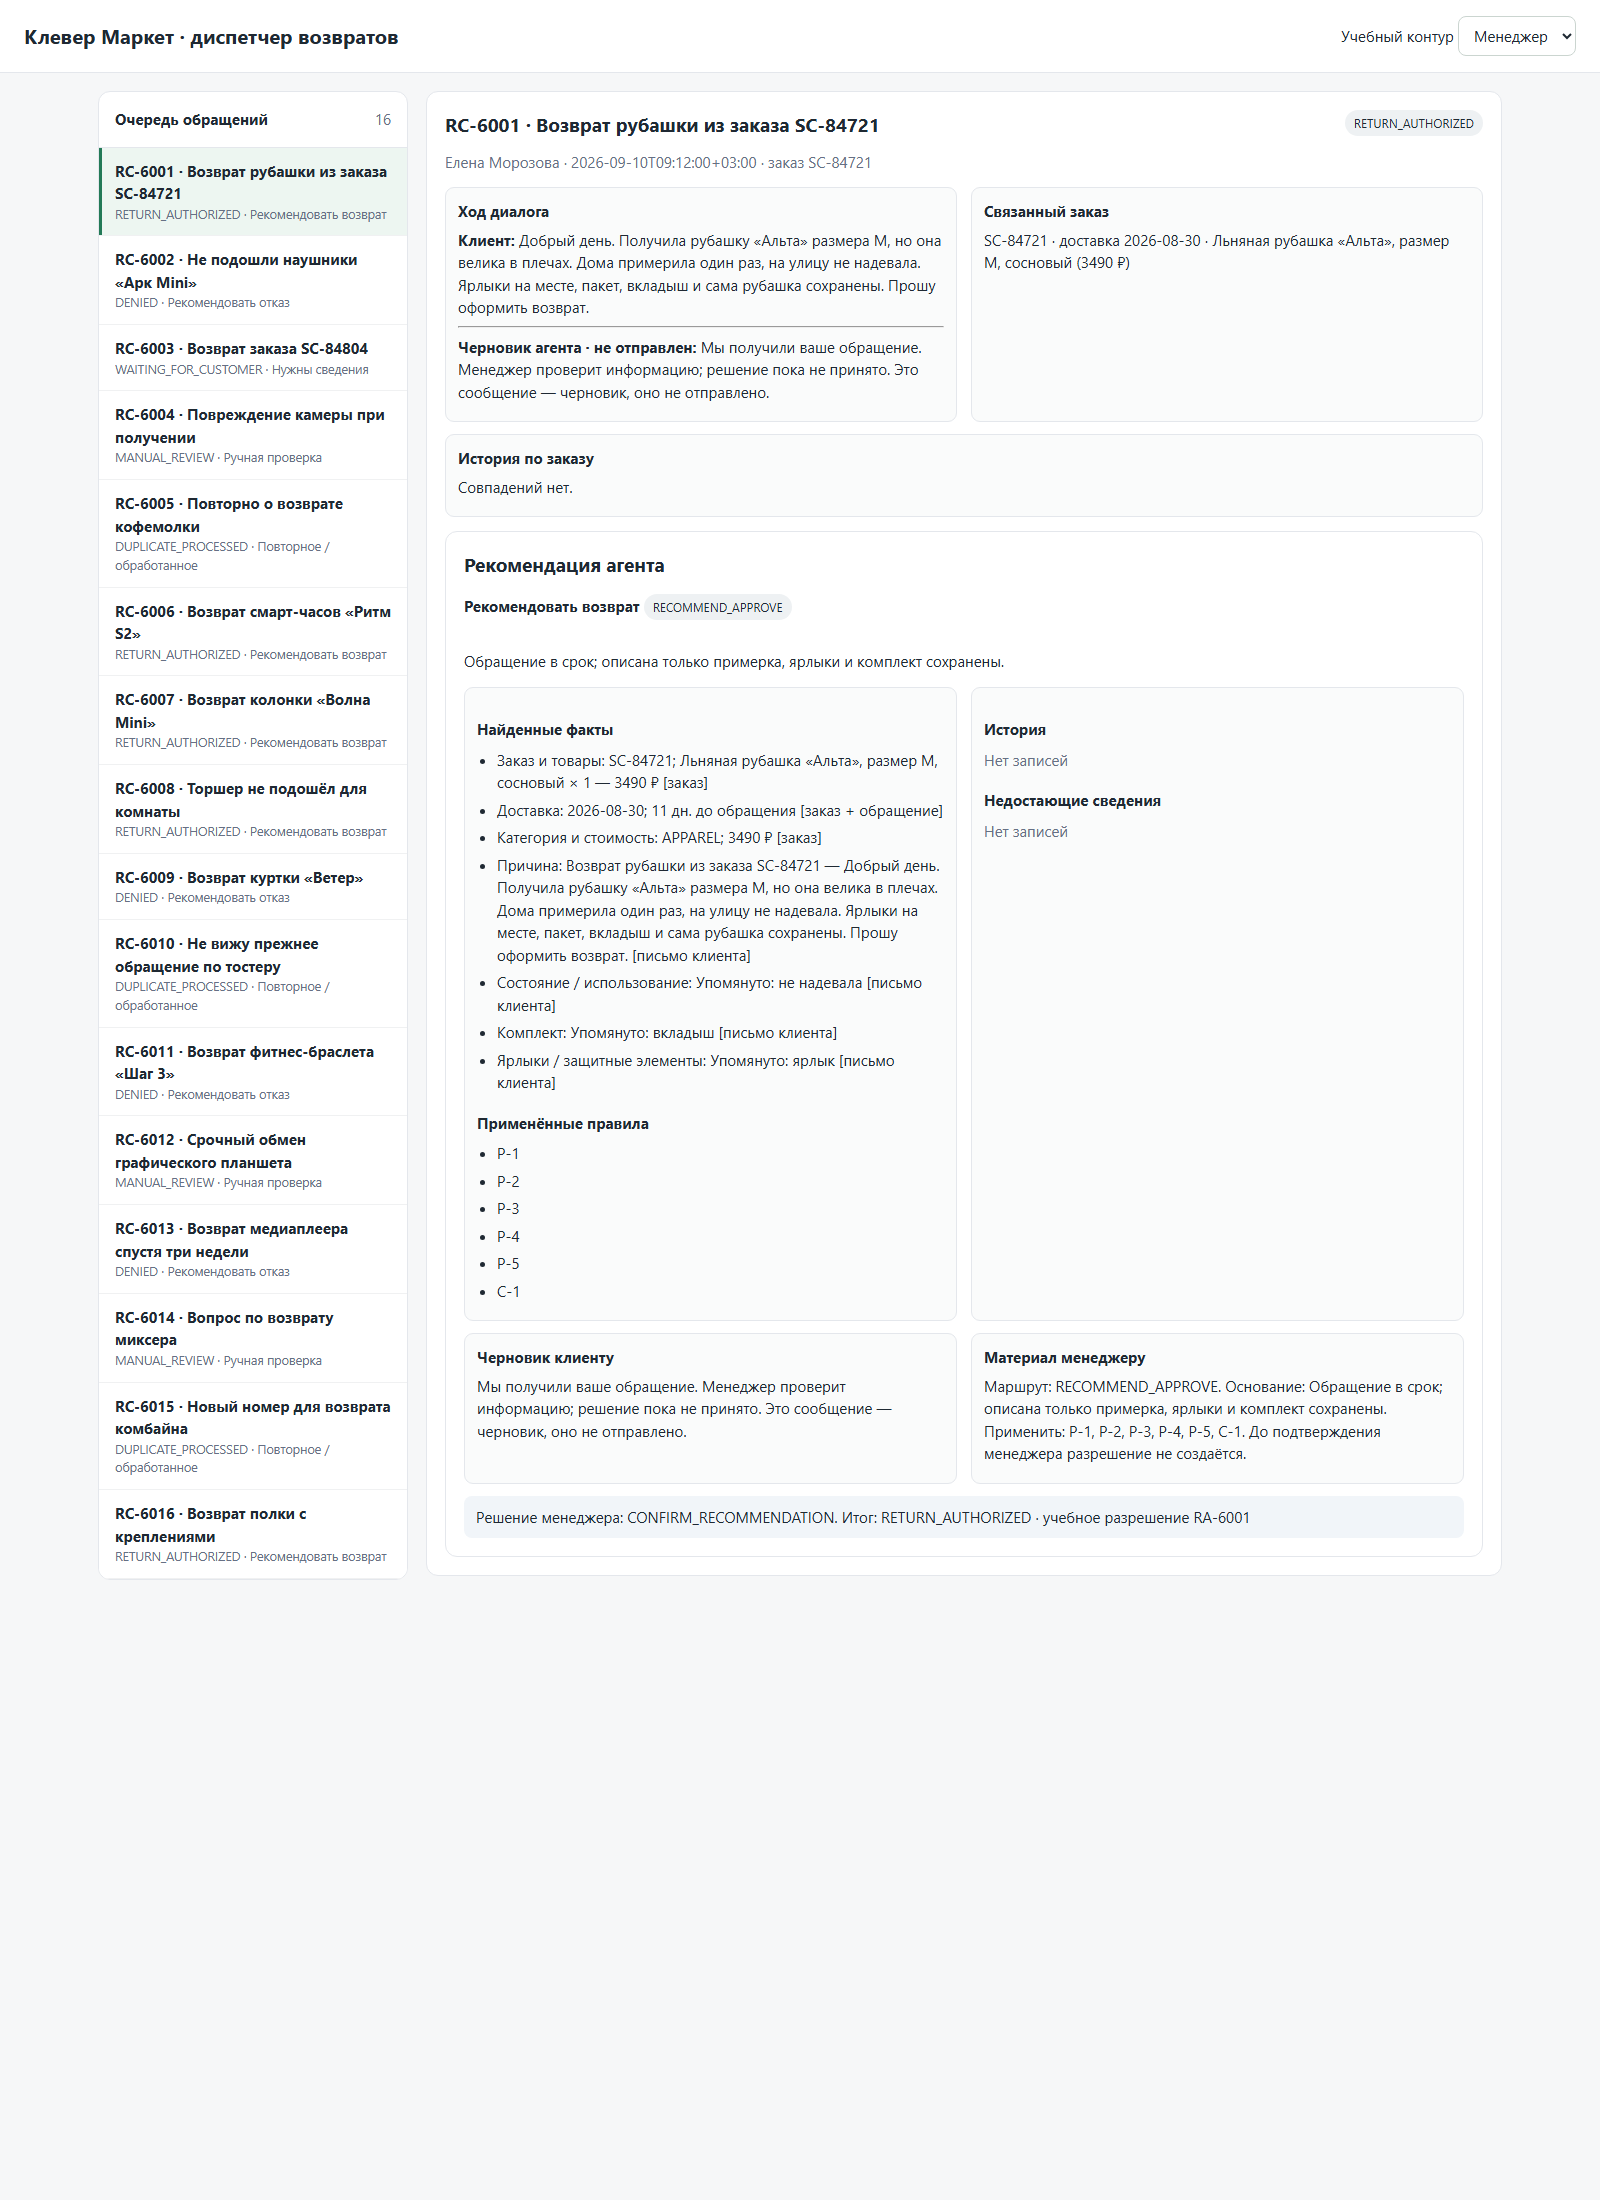 Клевер Маркет · диспетчер возвратов
Учебный контур
Менеджер
Очередь обращений 16
RC-6001 · Возврат рубашки из заказа
SC-84721
RETURN_AUTHORIZED · Рекомендовать возврат
RC-6002 · Не подошли наушники
«Арк Mini»
DENIED · Рекомендовать отказ
RC-6003 · Возврат заказа SC-84804
WAITING_FOR_CUSTOMER · Нужны сведения
RC-6004 · Повреждение камеры при
получении
MANUAL_REVIEW · Ручная проверка
RC-6005 · Повторно о возврате
кофемолки
DUPLICATE_PROCESSED · Повторное /
обработанное
RC-6006 · Возврат смарт-часов «Ритм
S2»
RETURN_AUTHORIZED · Рекомендовать возврат
RC-6007 · Возврат колонки «Волна
Mini»
RETURN_AUTHORIZED · Рекомендовать возврат
RC-6008 · Торшер не подошёл для
комнаты
RETURN_AUTHORIZED · Рекомендовать возврат
RC-6009 · Возврат куртки «Ветер»
DENIED · Рекомендовать отказ
RC-6010 · Не вижу прежнее
обращение по тостеру
DUPLICATE_PROCESSED · Повторное /
обработанное
RC-6011 · Возврат фитнес-браслета
«Шаг 3»
DENIED · Рекомендовать отказ
RC-6012 · Срочный обмен
графического планшета
MANUAL_REVIEW · Ручная проверка
RC-6013 · Возврат медиаплеера
спустя три недели
DENIED · Рекомендовать отказ
RC-6014 · Вопрос по возврату
миксера
MANUAL_REVIEW · Ручная проверка
RC-6015 · Новый номер для возврата
комбайна
DUPLICATE_PROCESSED · Повторное /
обработанное
RC-6016 · Возврат полки с
креплениями
RETURN_AUTHORIZED · Рекомендовать возврат
RC-6001 · Возврат рубашки из заказа SC-84721
RETURN_AUTHORIZED
Елена Морозова · 2026-09-10T09:12:00+03:00 · заказ SC-84721
Ход диалога
Клиент: Добрый день. Получила рубашку «Альта» размера M, но она
велика в плечах. Дома примерила один раз, на улицу не надевала.
Ярлыки на месте, пакет, вкладыш и сама рубашка сохранены. Прошу
оформить возврат.
Черновик агента · не отправлен: Мы получили ваше обращение.
Менеджер проверит информацию; решение пока не принято. Это
сообщение — черновик, оно не отправлено.
Связанный заказ
SC-84721 · доставка 2026-08-30 · Льняная рубашка «Альта», размер
M, сосновый (3490 ₽)
История по заказу
Совпадений нет.
Рекомендация агента
Рекомендовать возврат RECOMMEND_APPROVE
Обращение в срок; описана только примерка, ярлыки и комплект сохранены.
Найденные факты
• Заказ и товары: SC-84721; Льняная рубашка «Альта», размер M,
сосновый × 1 — 3490 ₽ [заказ]
• Доставка: 2026-08-30; 11 дн. до обращения [заказ + обращение]
• Категория и стоимость: APPAREL; 3490 ₽ [заказ]
• Причина: Возврат рубашки из заказа SC-84721 — Добрый день.
Получила рубашку «Альта» размера M, но она велика в плечах.
Дома примерила один раз, на улицу не надевала. Ярлыки на
месте, пакет, вкладыш и сама рубашка сохранены. Прошу
оформить возврат. [письмо клиента]
• Состояние / использование: Упомянуто: не надевала [письмо
клиента]
• Комплект: Упомянуто: вкладыш [письмо клиента]
• Ярлыки / защитные элементы: Упомянуто: ярлык [письмо
клиента]
Применённые правила
• P-1
• P-2
• P-3
• P-4
• P-5
• C-1
История
Нет записей
Недостающие сведения
Нет записей
Черновик клиенту
Мы получили ваше обращение. Менеджер проверит
информацию; решение пока не принято. Это сообщение —
черновик, оно не отправлено.
Материал менеджеру
Маршрут: RECOMMEND_APPROVE. Основание: Обращение в срок;
описана только примерка, ярлыки и комплект сохранены.
Применить: P-1, P-2, P-3, P-4, P-5, C-1. До подтверждения
менеджера разрешение не создаётся.
Решение менеджера: CONFIRM_RECOMMENDATION. Итог: RETURN_AUTHORIZED · учебное разрешение RA-6001